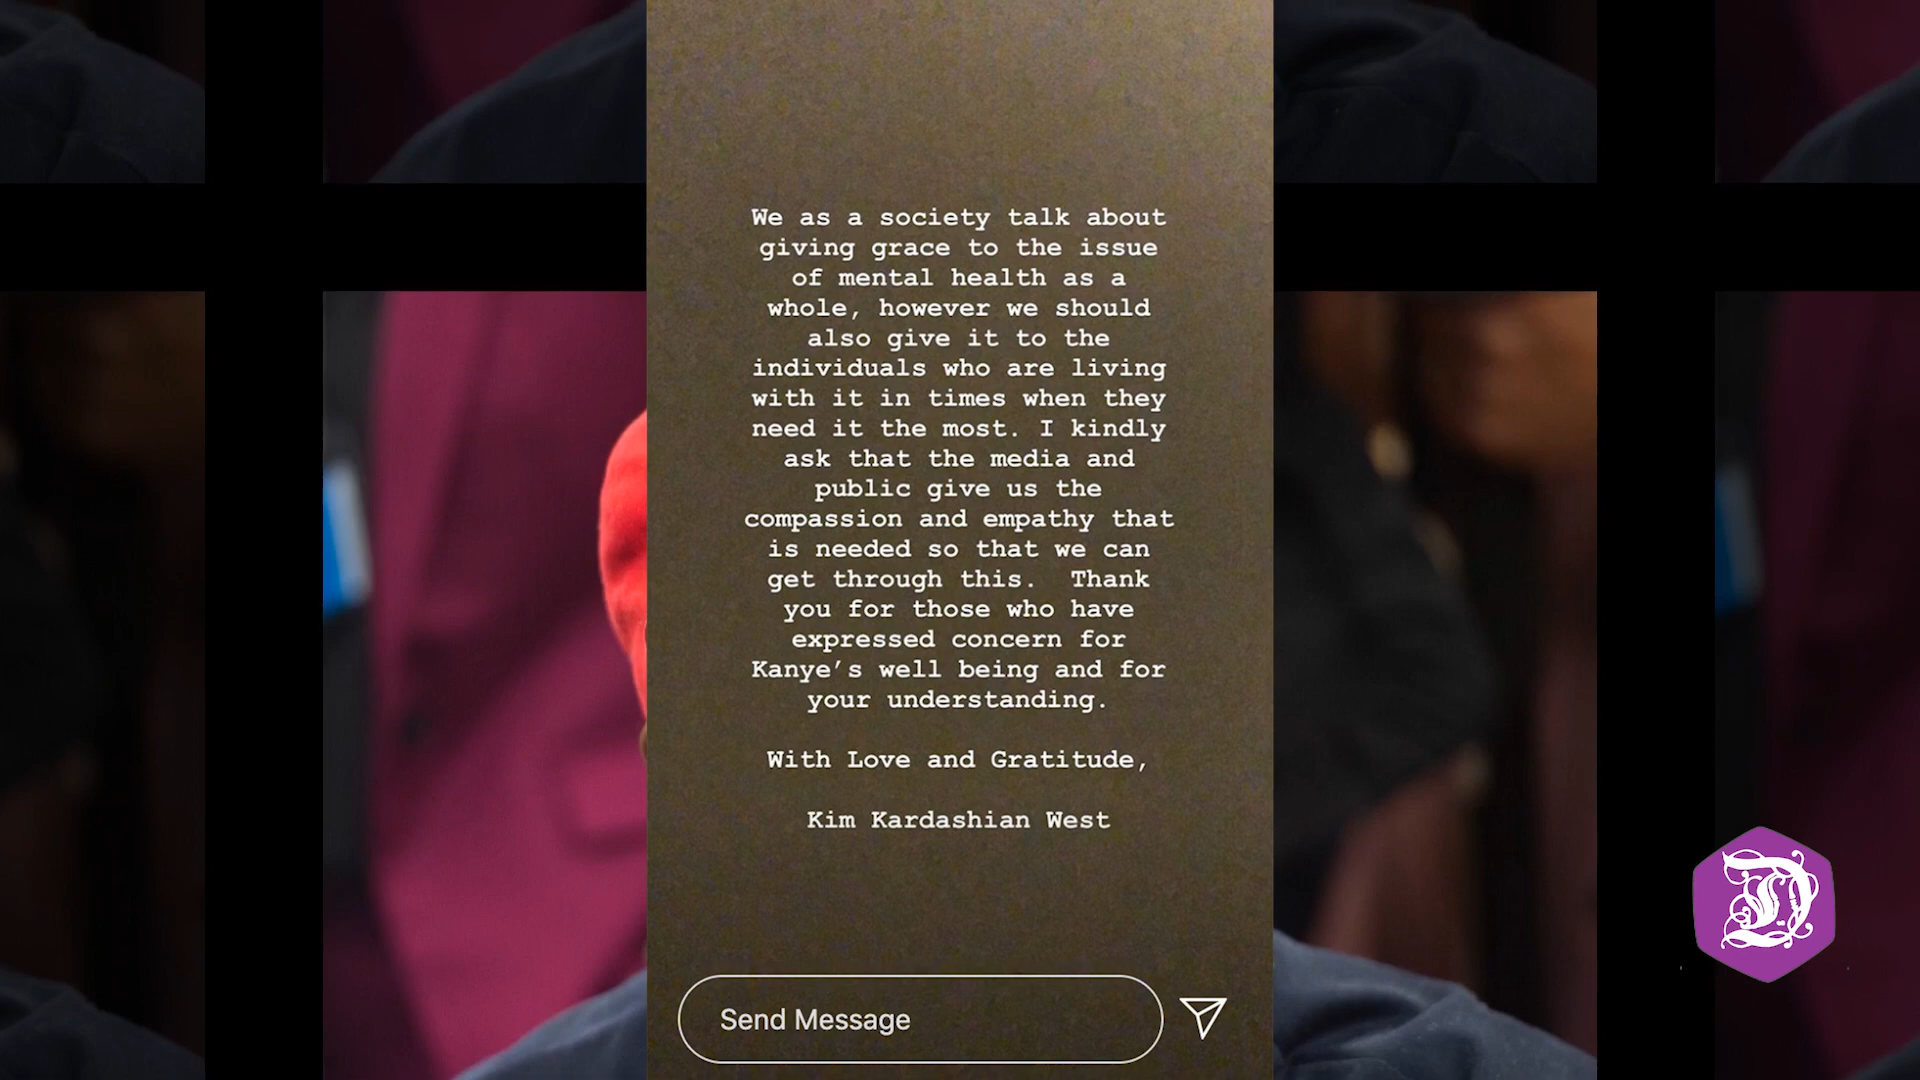 We as a society talk about
giving grace to the issue
of mental health as a
whole, however we should
also give it to the
individuals who are living
with it in times when they
need it the most. I kindly
ask that the media and
public give us the
compassion and empathy that
is needed so that we can
get through this.  Thank
you for those who have
expressed concern for
Kanye’s well being and for
your understanding.
With Love and Gratitude,
Kim Kardashian West
Send Message
D